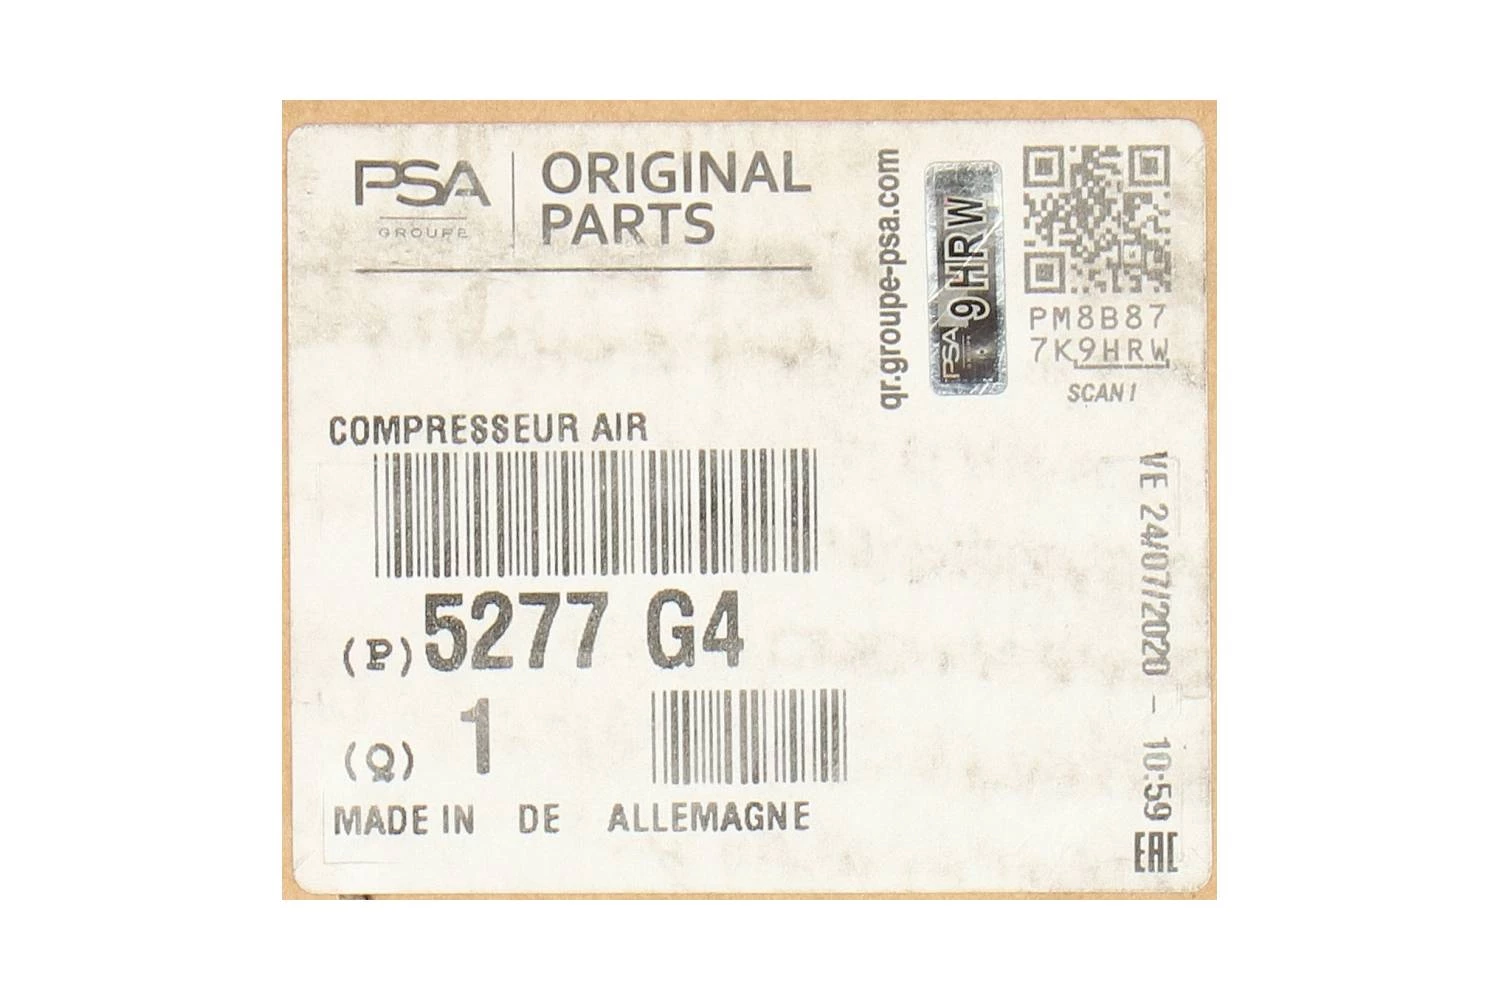 PSA
GROUPE
ORIGINAL
PARTS
qr.groupe-psa.com
9HRW
PSA
PM8B87
7K9HRW
SCAN !
COMPRESSEUR AIR
(P) 5277 G4
(Q) 1
MADE IN DE ALLEMAGNE
VE 24/07/2020 - 10:59
EAC